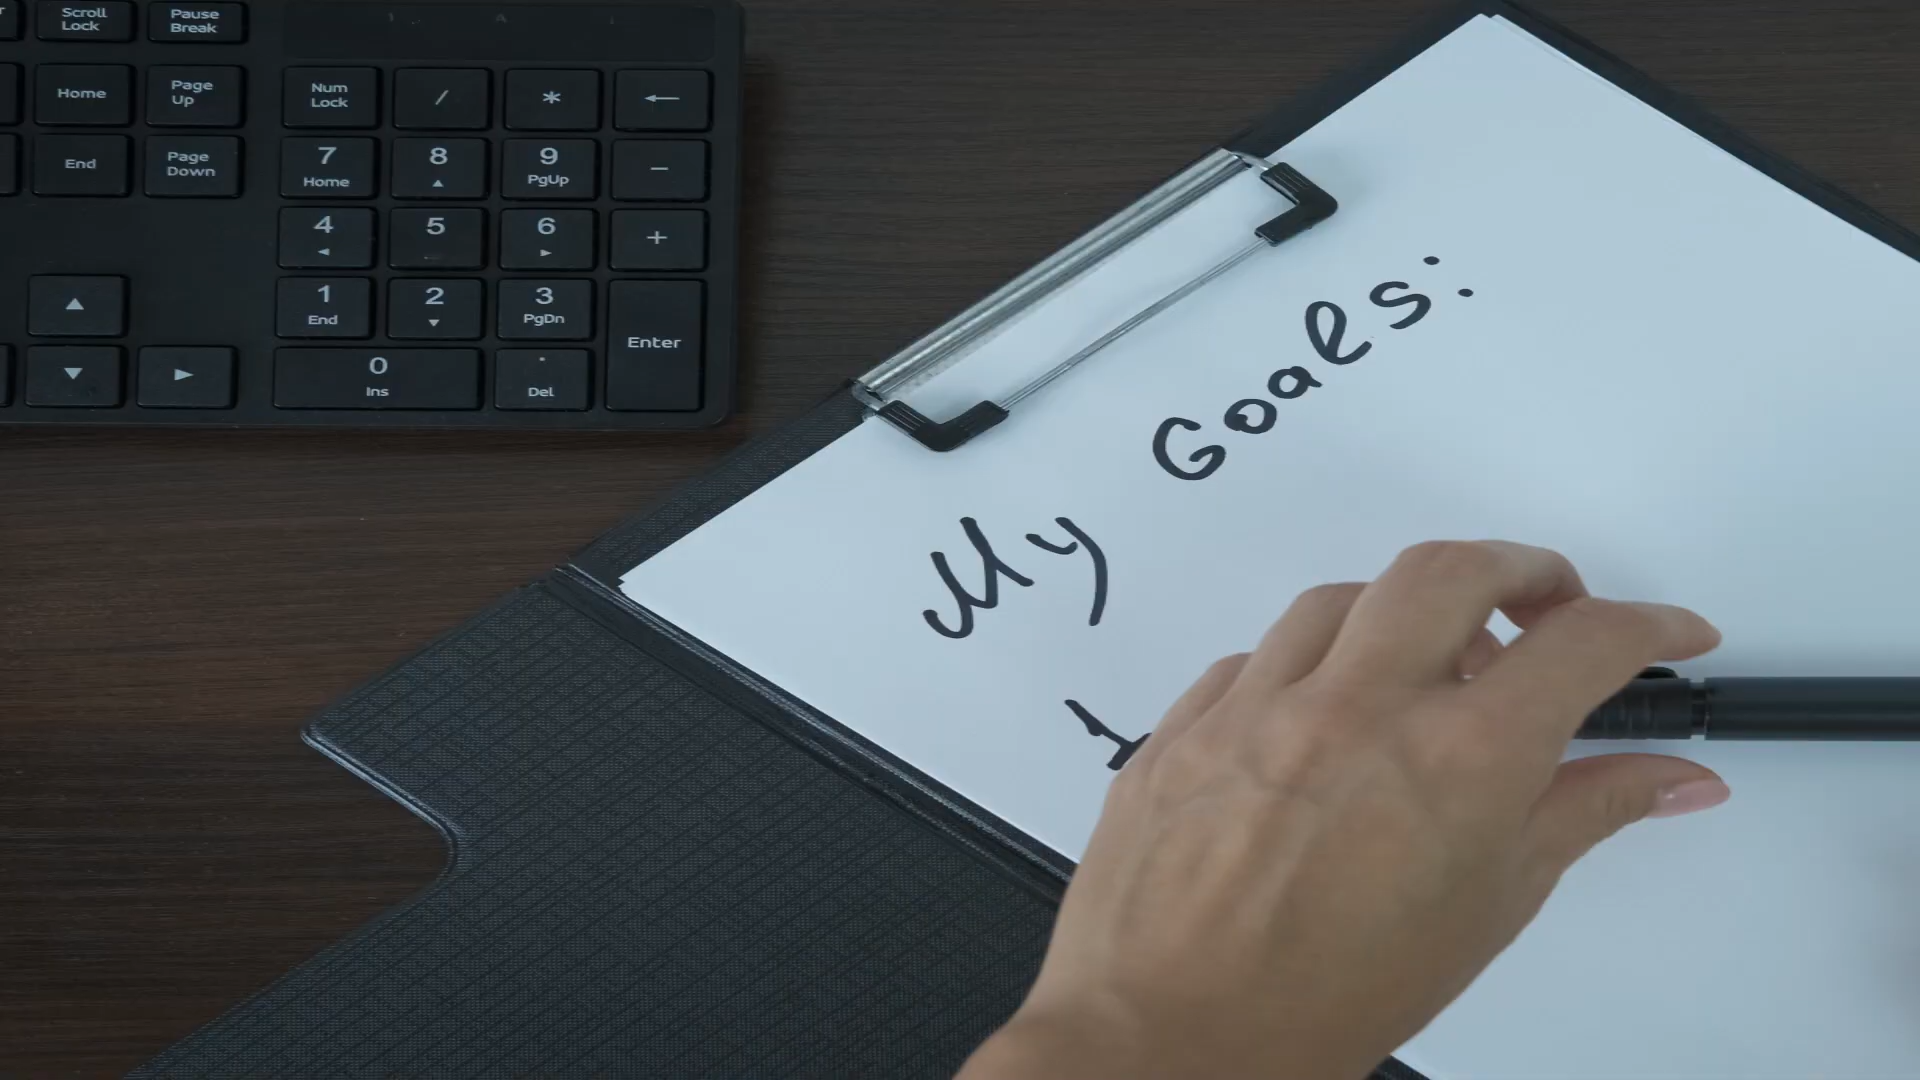 Scroll Lock
Pause Break
Home
Page Up
Num Lock
/
*
←
End
Page Down
7 Home
8 ▲
9 PgUp
−
4 ◄
5
6 ►
+
▲
1 End
2 ▼
3 PgDn
Enter
▼
►
0 Ins
. Del
My Goals:
1